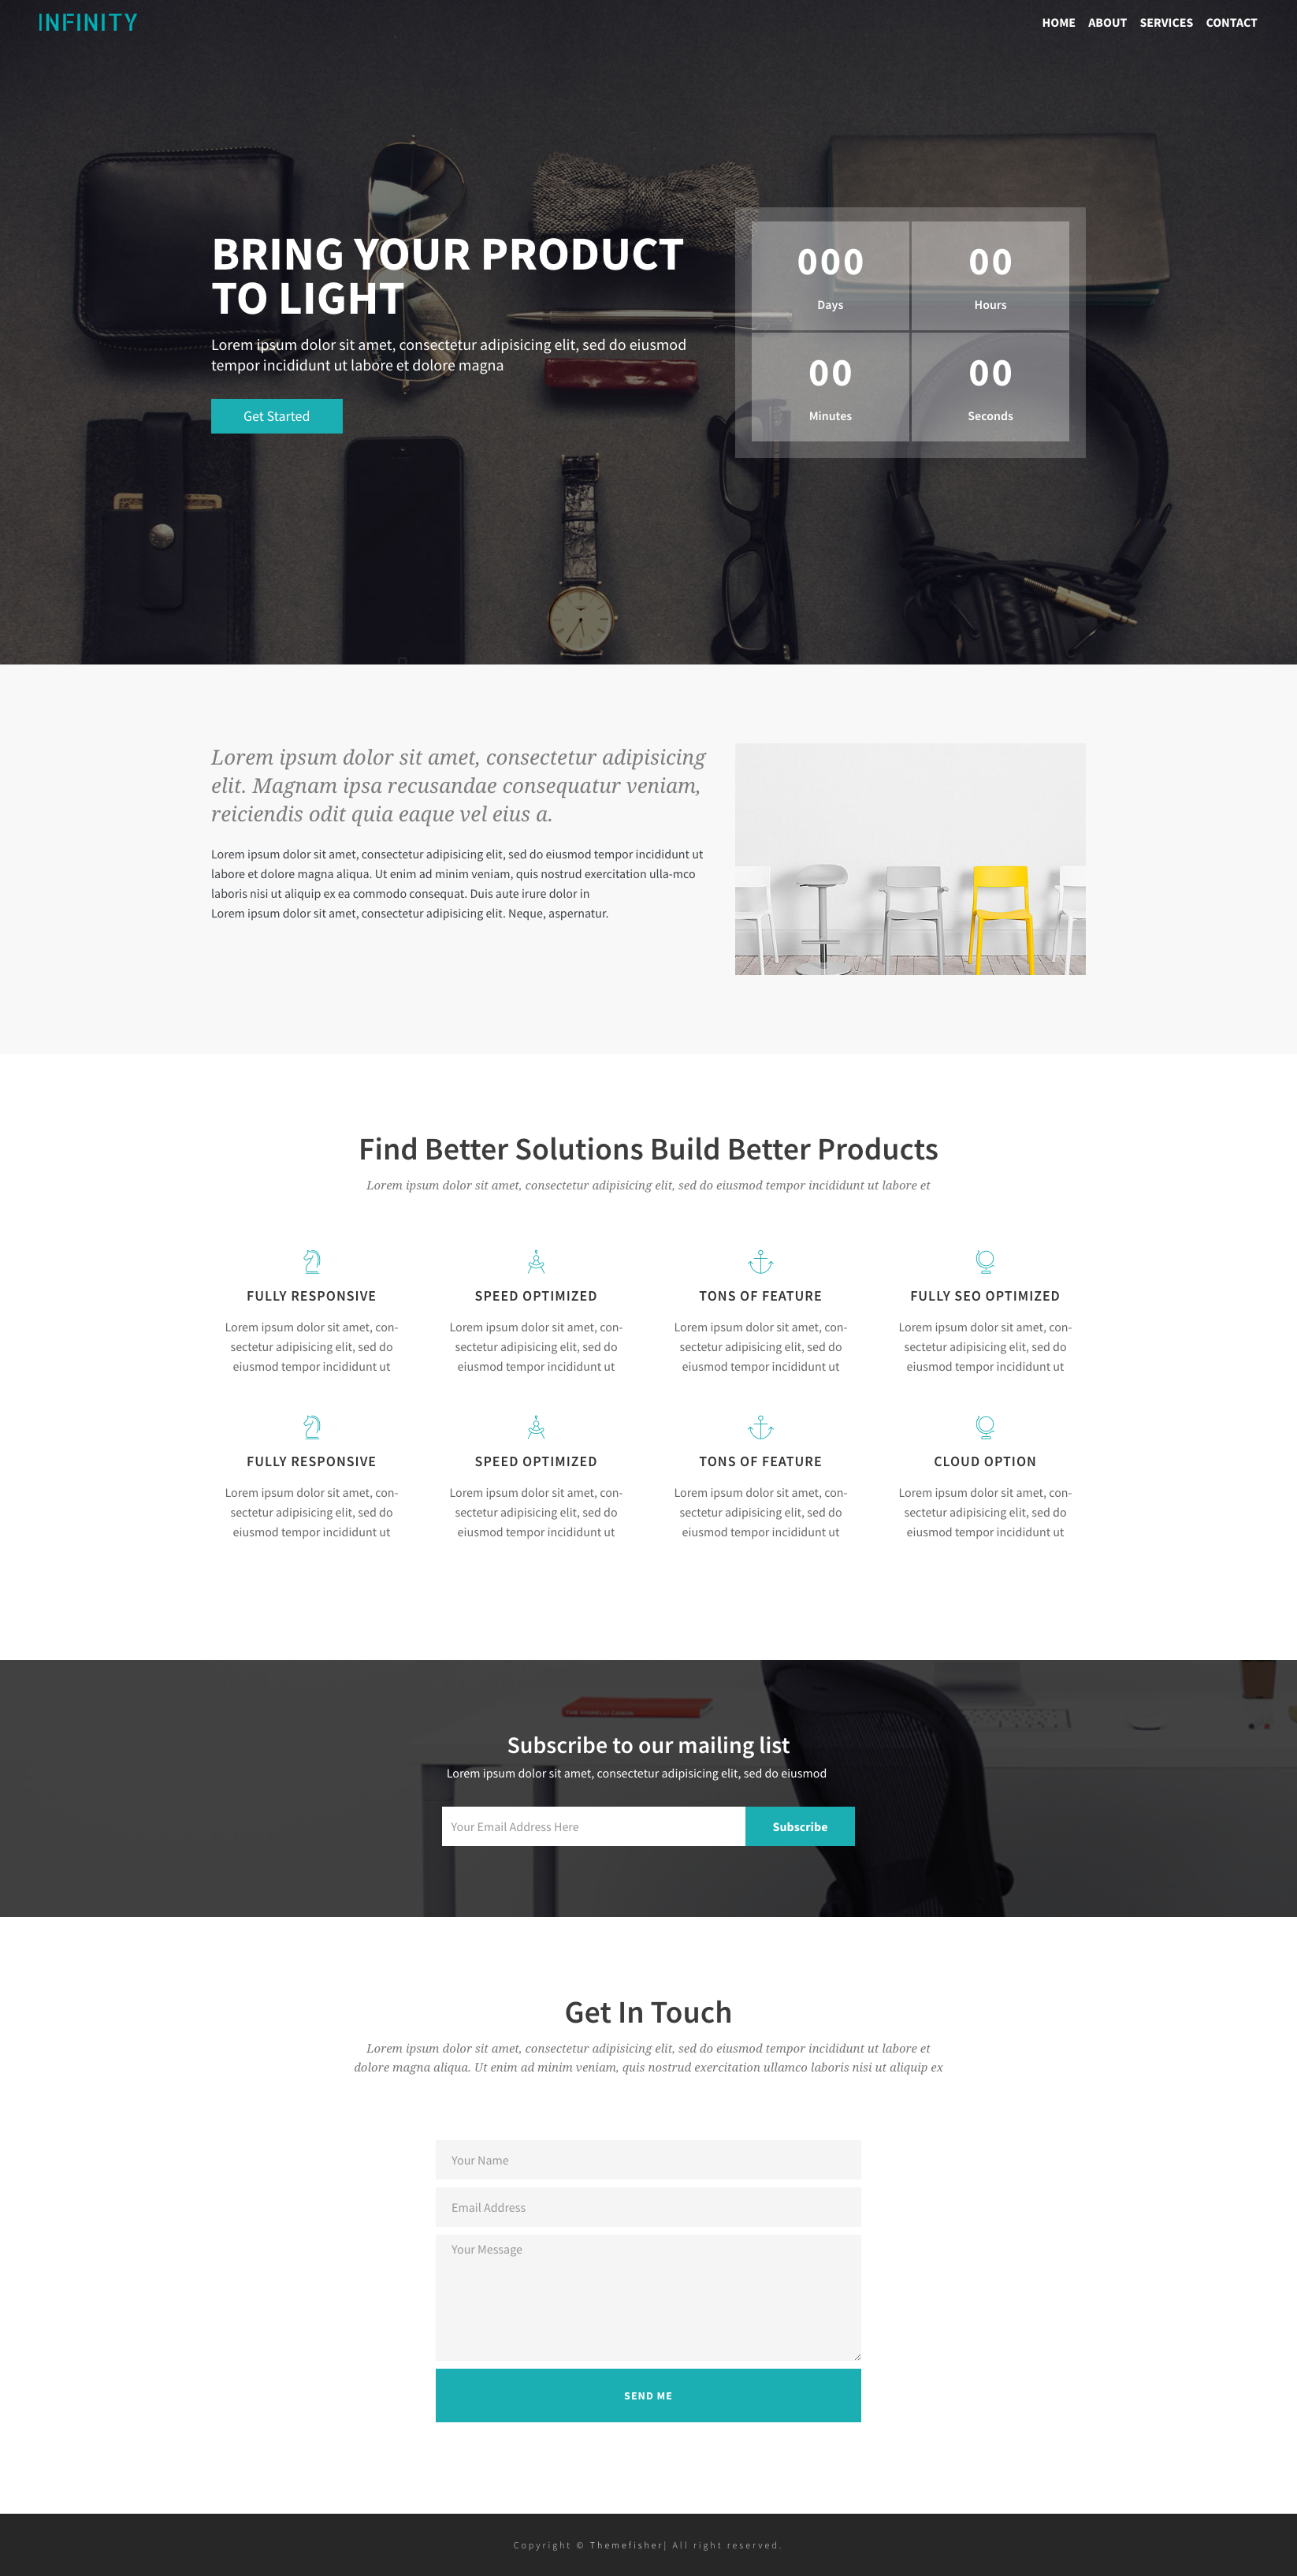 INFINITY
HOME ABOUT SERVICES CONTACT
BRING YOUR PRODUCT
TO LIGHT
Lorem ipsum dolor sit amet, consectetur adipisicing elit, sed do eiusmod
tempor incididunt ut labore et dolore magna
Get Started
000 00
Days Hours
00 00
Minutes Seconds
Lorem ipsum dolor sit amet, consectetur adipisicing
elit. Magnam ipsa recusandae consequatur veniam,
reiciendis odit quia eaque vel eius a.
Lorem ipsum dolor sit amet, consectetur adipisicing elit, sed do eiusmod tempor incididunt ut
labore et dolore magna aliqua. Ut enim ad minim veniam, quis nostrud exercitation ulla-mco
laboris nisi ut aliquip ex ea commodo consequat. Duis aute irure dolor in
Lorem ipsum dolor sit amet, consectetur adipisicing elit. Neque, aspernatur.
Find Better Solutions Build Better Products
Lorem ipsum dolor sit amet, consectetur adipisicing elit, sed do eiusmod tempor incididunt ut labore et
FULLY RESPONSIVE
Lorem ipsum dolor sit amet, con-
sectetur adipisicing elit, sed do
eiusmod tempor incididunt ut
SPEED OPTIMIZED
Lorem ipsum dolor sit amet, con-
sectetur adipisicing elit, sed do
eiusmod tempor incididunt ut
TONS OF FEATURE
Lorem ipsum dolor sit amet, con-
sectetur adipisicing elit, sed do
eiusmod tempor incididunt ut
FULLY SEO OPTIMIZED
Lorem ipsum dolor sit amet, con-
sectetur adipisicing elit, sed do
eiusmod tempor incididunt ut
FULLY RESPONSIVE
Lorem ipsum dolor sit amet, con-
sectetur adipisicing elit, sed do
eiusmod tempor incididunt ut
SPEED OPTIMIZED
Lorem ipsum dolor sit amet, con-
sectetur adipisicing elit, sed do
eiusmod tempor incididunt ut
TONS OF FEATURE
Lorem ipsum dolor sit amet, con-
sectetur adipisicing elit, sed do
eiusmod tempor incididunt ut
CLOUD OPTION
Lorem ipsum dolor sit amet, con-
sectetur adipisicing elit, sed do
eiusmod tempor incididunt ut
Subscribe to our mailing list
Lorem ipsum dolor sit amet, consectetur adipisicing elit, sed do eiusmod
Your Email Address Here
Subscribe
Get In Touch
Lorem ipsum dolor sit amet, consectetur adipisicing elit, sed do eiusmod tempor incididunt ut labore et
dolore magna aliqua. Ut enim ad minim veniam, quis nostrud exercitation ullamco laboris nisi ut aliquip ex
Your Name
Email Address
Your Message
SEND ME
Copyright © Themefisher| All right reserved.